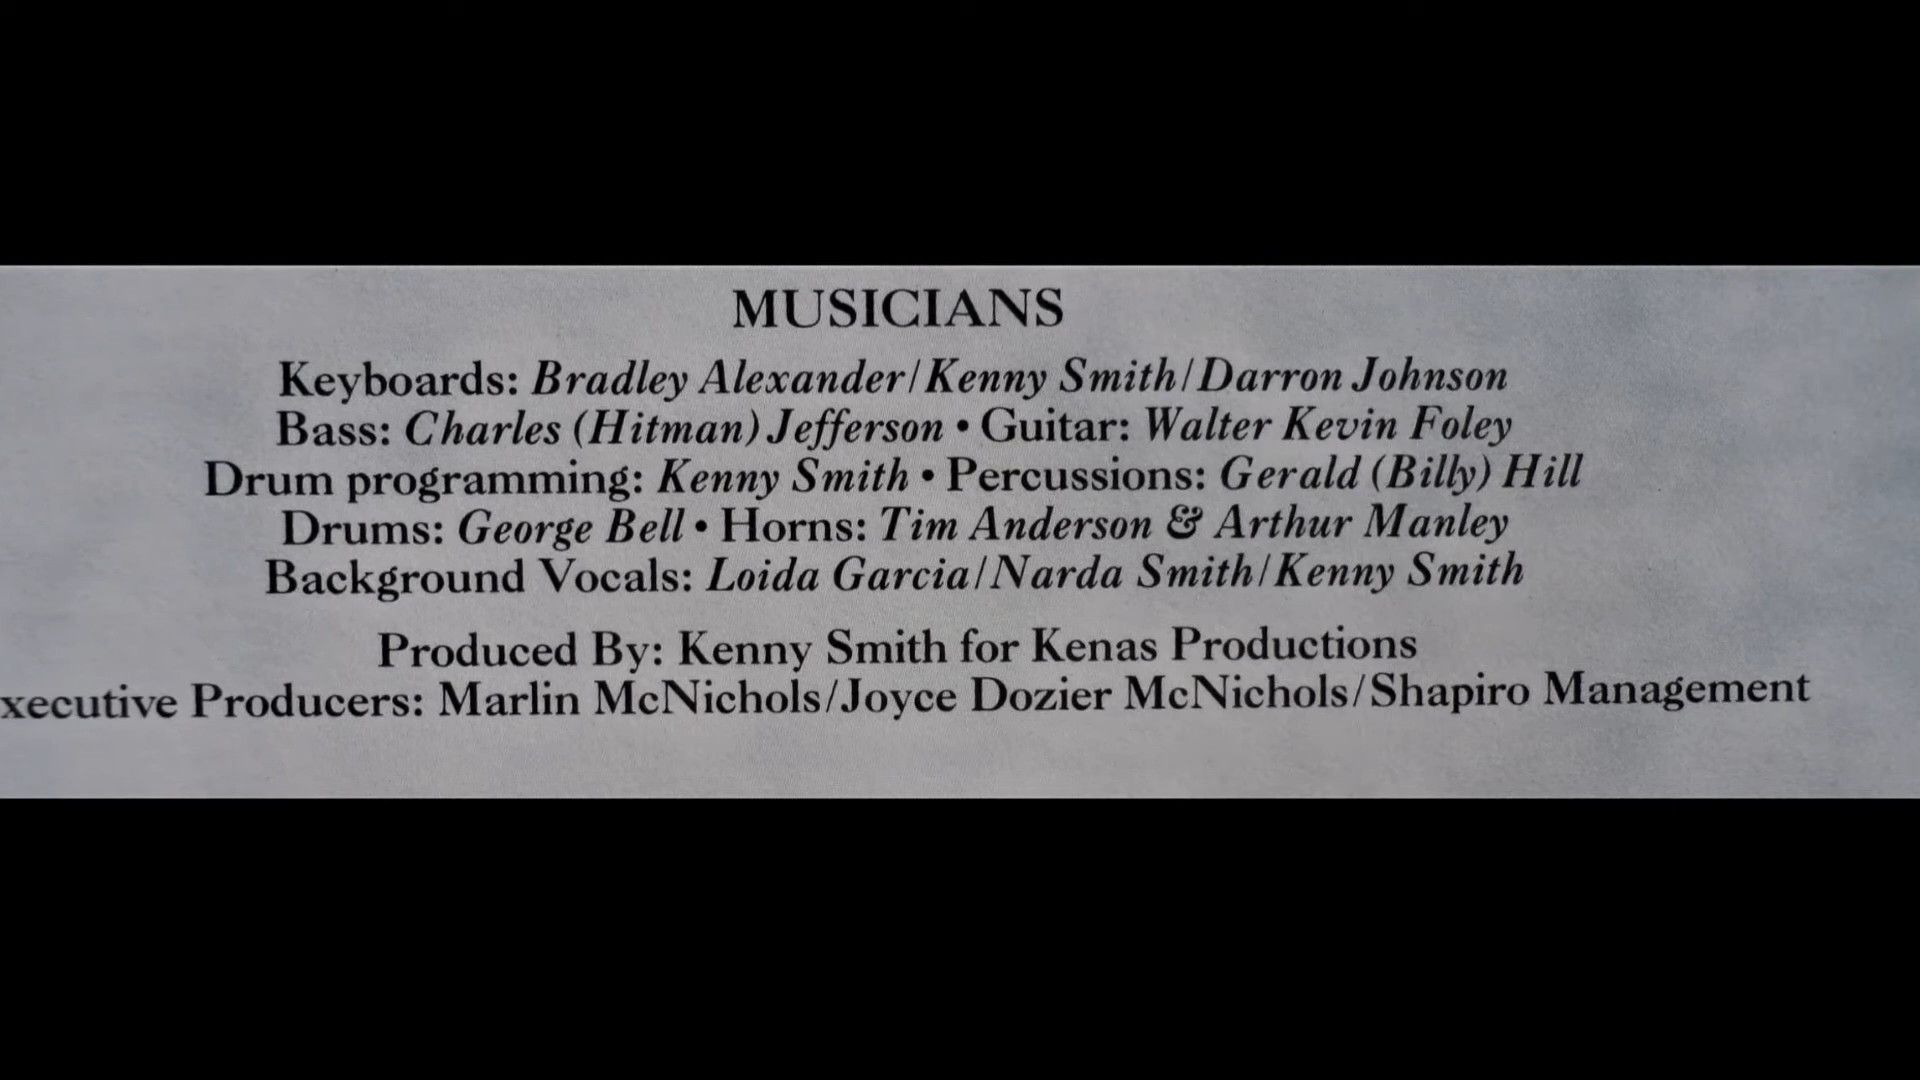 MUSICIANS
Keyboards: Bradley Alexander/Kenny Smith/Darron Johnson
Bass: Charles (Hitman) Jefferson • Guitar: Walter Kevin Foley
Drum programming: Kenny Smith • Percussions: Gerald (Billy) Hill
Drums: George Bell • Horns: Tim Anderson & Arthur Manley
Background Vocals: Loida Garcia/Narda Smith/Kenny Smith
Produced By: Kenny Smith for Kenas Productions
xecutive Producers: Marlin McNichols/Joyce Dozier McNichols/Shapiro Management